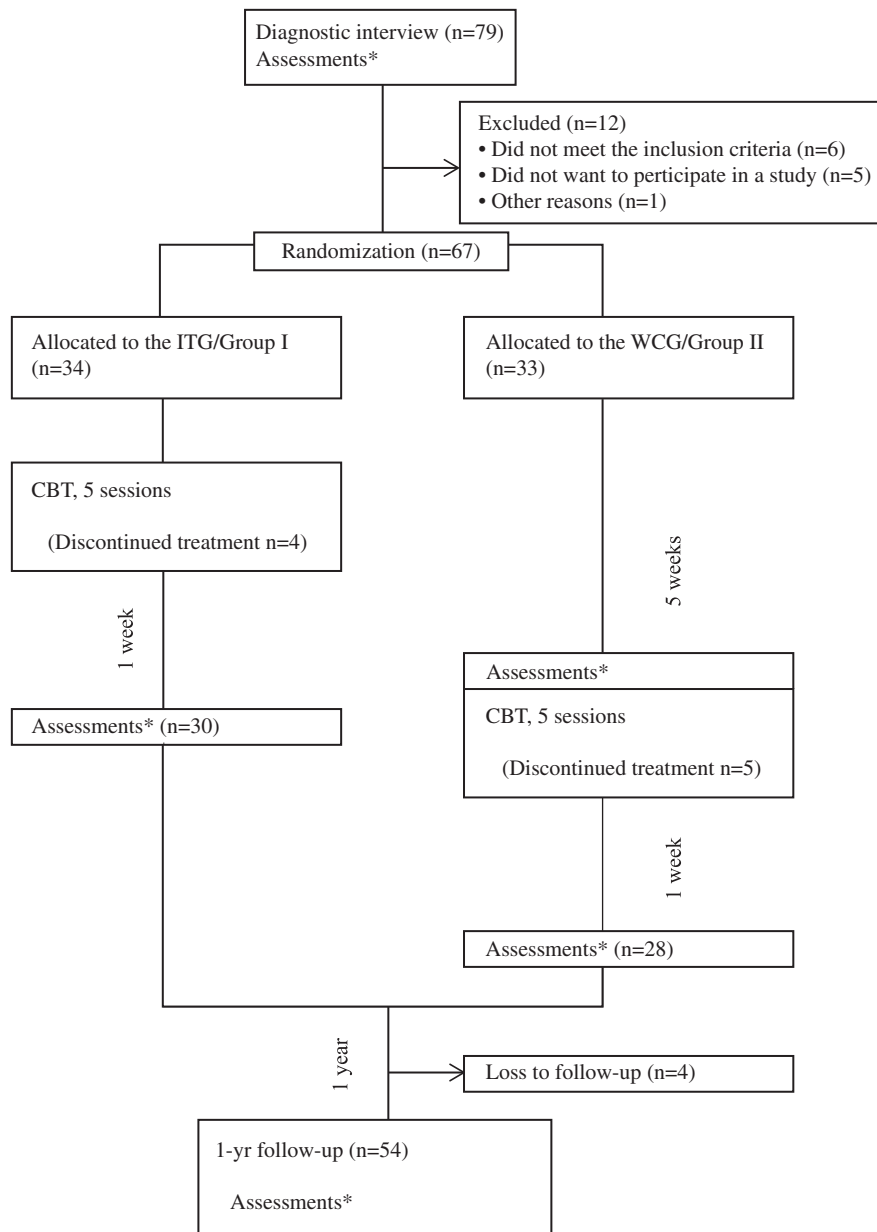 Diagnostic interview (n=79)
Assessments*
Excluded (n=12)
• Did not meet the inclusion criteria (n=6)
• Did not want to perticipate in a study (n=5)
• Other reasons (n=1)
Randomization (n=67)
Allocated to the ITG/Group I
(n=34)
Allocated to the WCG/Group II
(n=33)
CBT, 5 sessions
(Discontinued treatment n=4)
5 weeks
1 week
Assessments*
Assessments* (n=30)
CBT, 5 sessions
(Discontinued treatment n=5)
1 week
Assessments* (n=28)
1 year
Loss to follow-up (n=4)
1-yr follow-up (n=54)
Assessments*